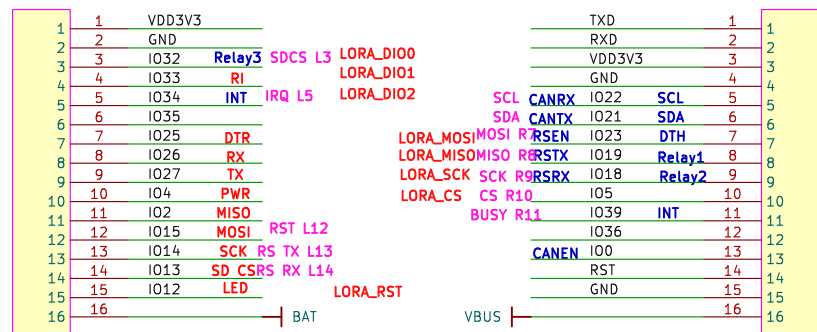 1 VDD3V3 TXD 1
1 2 GND RXD 2 1
2 3 IO32 Relay3 SDCS L3 LORA_DIO0 VDD3V3 3 2
3 4 IO33 RI LORA_DIO1 GND 4 3
4 5 IO34 INT IRQ L5 LORA_DIO2 SCL CANRX IO22 SCL 5 4
5 6 IO35 SDA CANTX IO21 SDA 6 5
6 7 IO25 DTR LORA_MOSI MOSI R7 RSEN IO23 DTH 7 6
7 8 IO26 RX LORA_MISO MISO R8 RSTX IO19 Relay1 8 7
8 9 IO27 TX LORA_SCK SCK R9 RSRX IO18 Relay2 9 8
9 10 IO4 PWR LORA_CS CS R10 IO5 10 9
10 11 IO2 MISO BUSY R11 IO39 INT 11 10
11 12 IO15 MOSI RST L12 IO36 12 11
12 13 IO14 SCK RS TX L13 CANEN IO0 13 12
13 14 IO13 SD CS RS RX L14 RST 14 13
14 15 IO12 LED LORA_RST GND 15 14
15 16 16 15
16 BAT VBUS 16